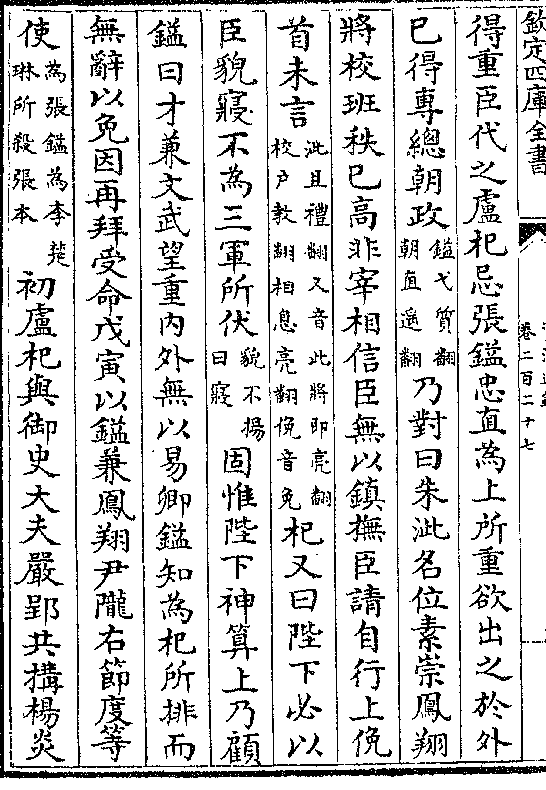 欽定四庫全書
卷二百二十七
得重臣代之盧杞忌張鎰忠直為上所重欲出之於外
己得專總朝政鎰弋質翻朝直遥翻乃對曰朱泚名位素崇鳳翔
將校班秩已高非宰相信臣無以鎮撫臣請自行上俛
首未言泚且禮翻又音此將即亮翻校户教翻相息亮翻俛音免杞又曰陛下必以
臣貌寢不為三軍所伏貌不揚曰寢固惟陛下神算上乃顧
鎰曰才兼文武望重内外無以易卿鎰知為杞所排而
無辭以免因再拜受命戊寅以鎰兼鳳翔尹隴右節度等
使為張鎰為李楚琳所殺張本初盧杞與御史大夫嚴郢共搆楊炎